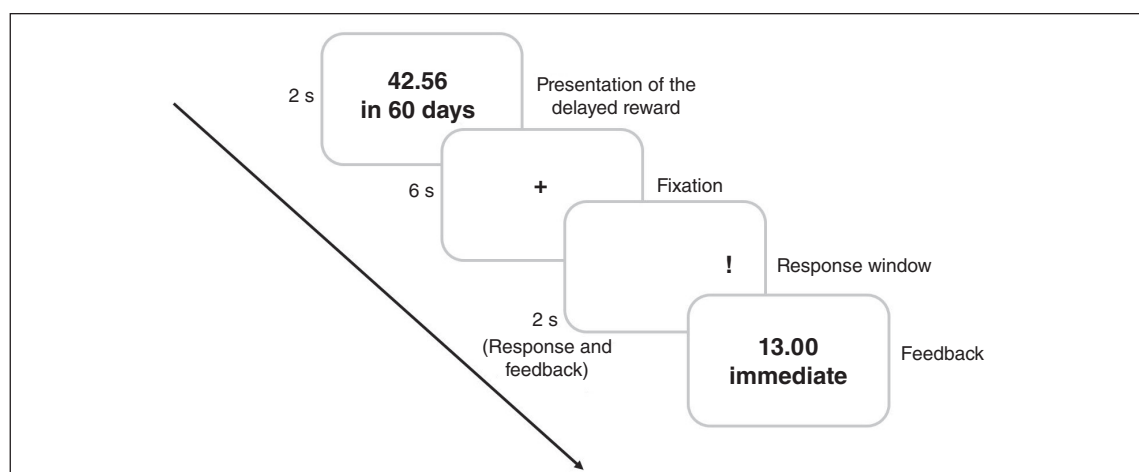 42.56
in 60 days
2 s
Presentation of the
delayed reward
+
6 s
Fixation
!
Response window
2 s
(Response and
feedback)
13.00
immediate
Feedback